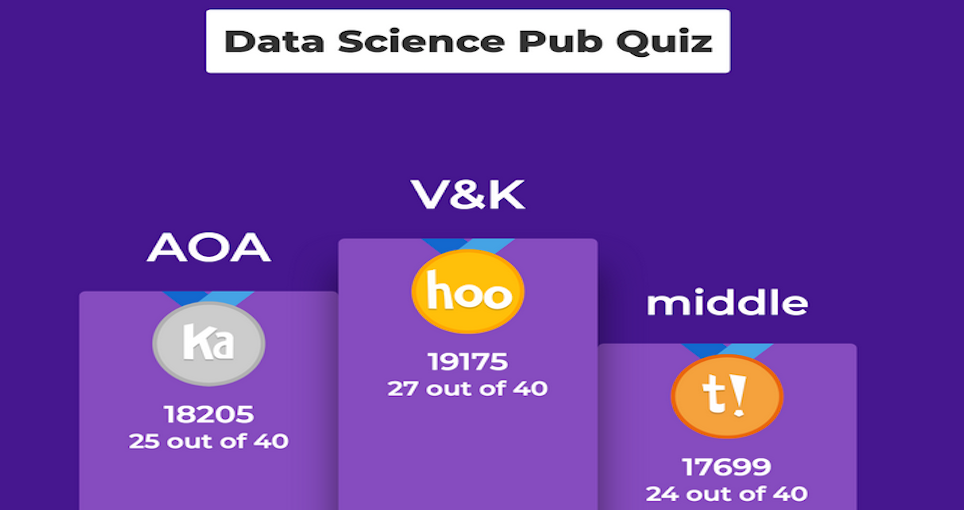 Data Science Pub Quiz
V&K
hoo
19175
27 out of 40
AOA
Ka
18205
25 out of 40
middle
t!
17699
24 out of 40